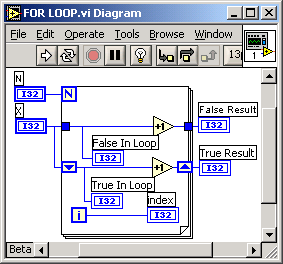 FOR LOOP.vi Diagram
File Edit Operate Tools Browse Window Help
13
1
N
I32
N
X
I32
+1
False Result
I32
False In Loop
I32
+1
True Result
I32
True In Loop
I32
index
i
I32
Beta